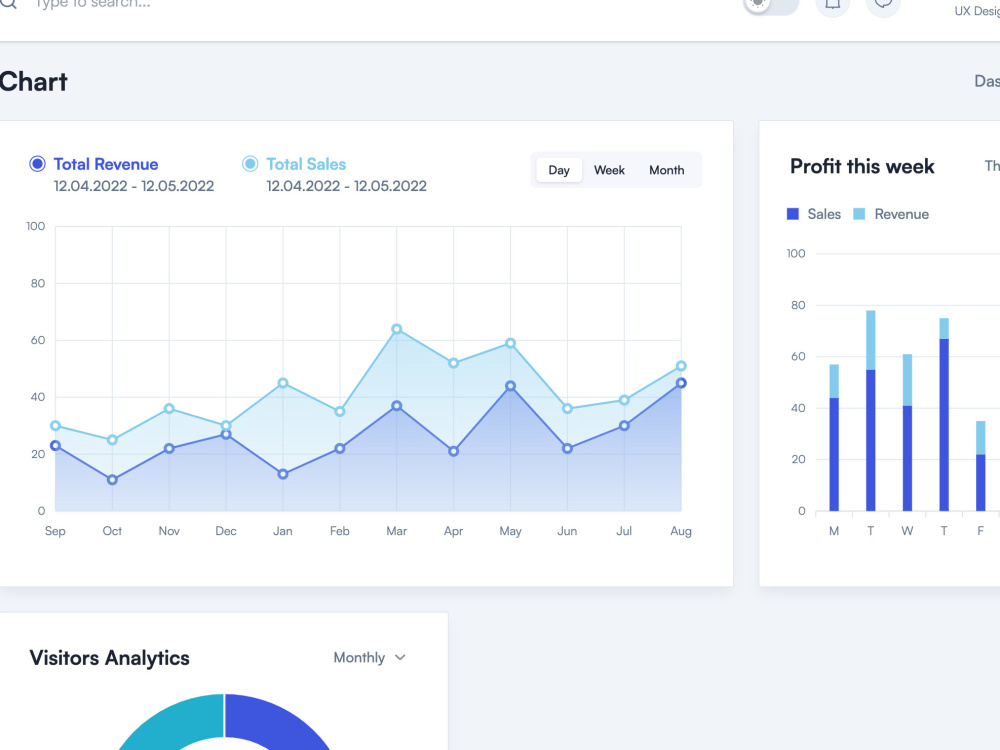 Type to search...
UX Desig
Chart
Das
Total Revenue
12.04.2022 - 12.05.2022
Total Sales
12.04.2022 - 12.05.2022
Day Week Month
100
80
60
40
20
0
Sep Oct Nov Dec Jan Feb Mar Apr May Jun Jul Aug
Profit this week
Th
Sales Revenue
100
80
60
40
20
0
M T W T F
Visitors Analytics
Monthly